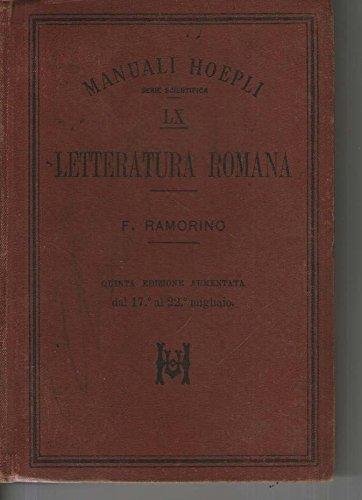 MANUALI HOEPLI
SERIE SCIENTIFICA
LX
LETTERATURA ROMANA
F. RAMORINO
QUINTA EDIZIONE AUMENTATA
dal 17.º al 22.º migliaio.